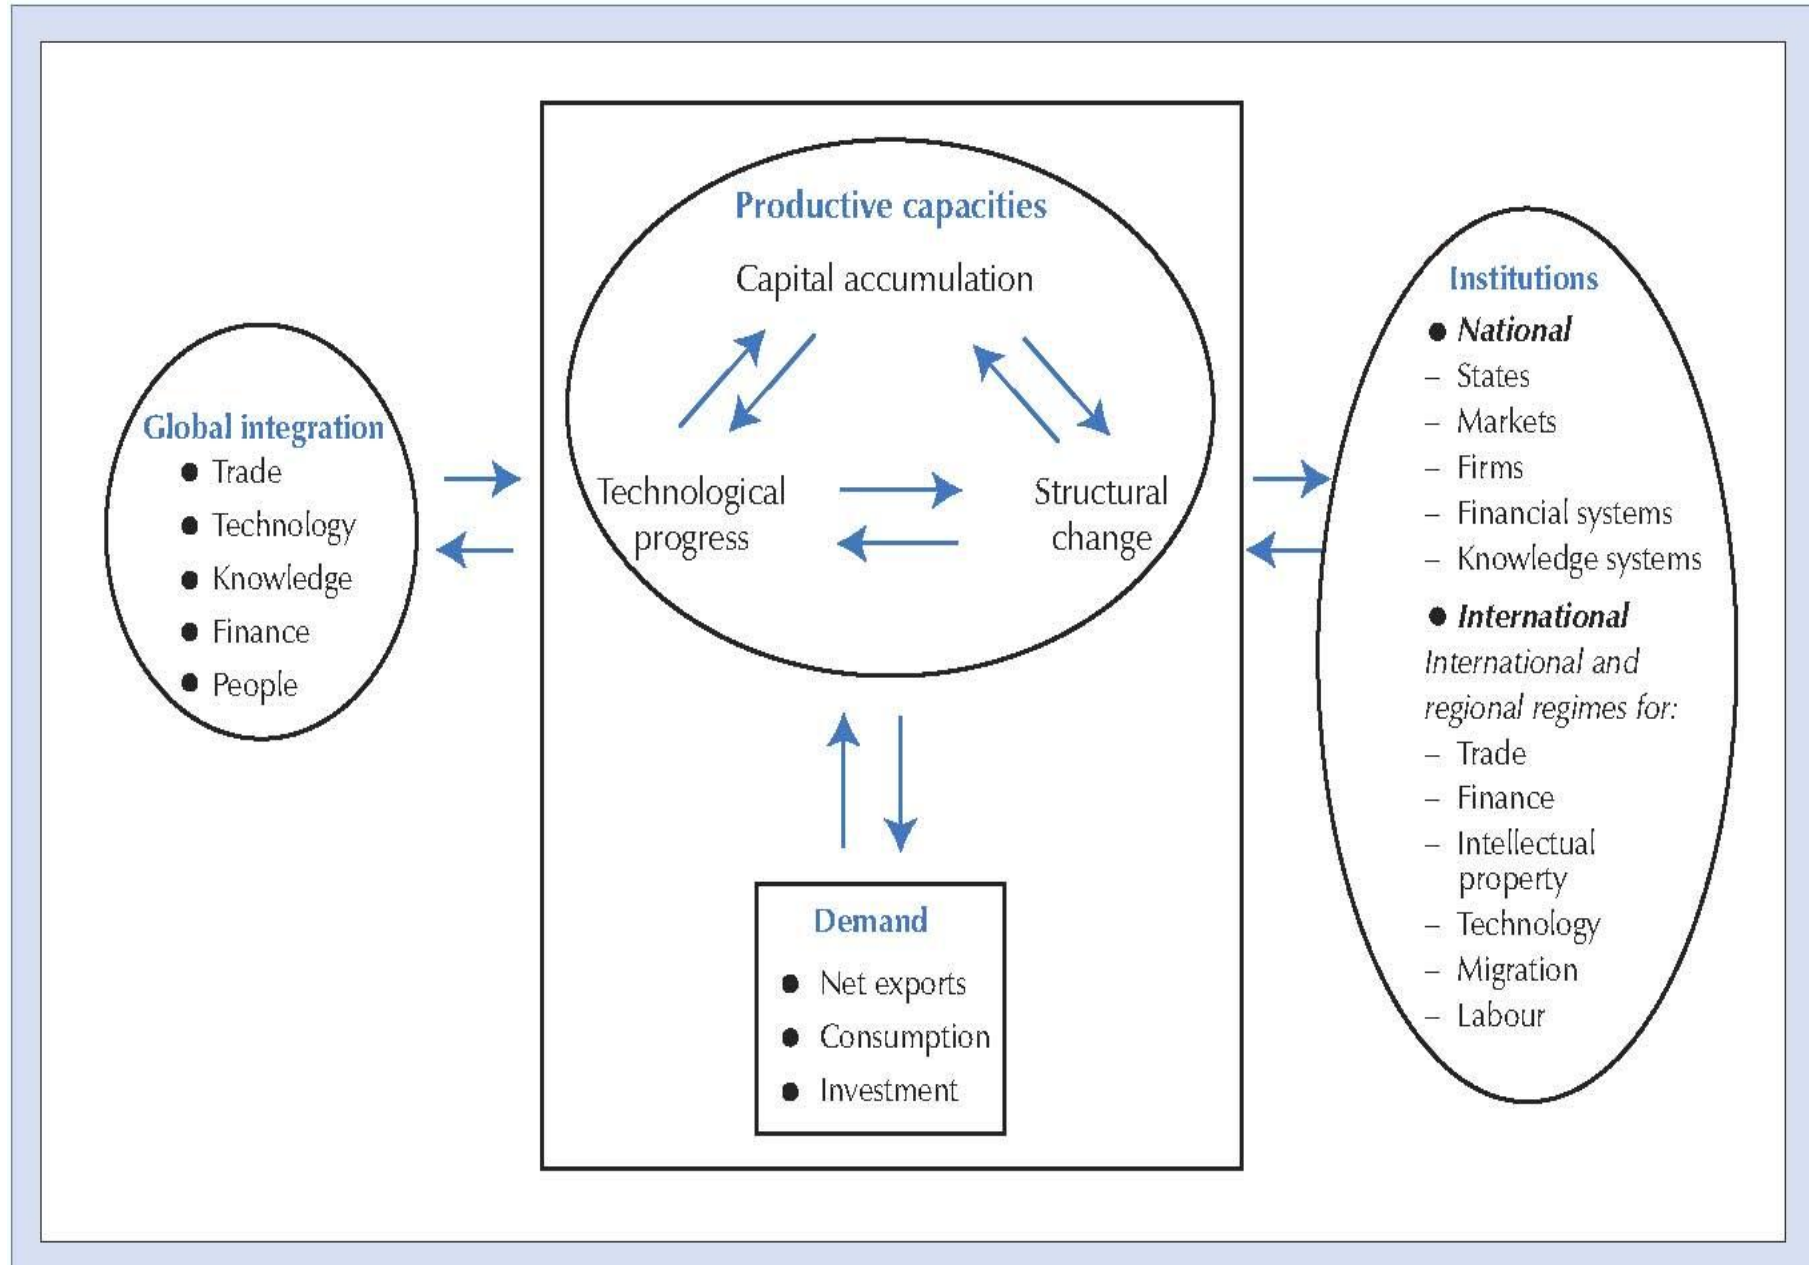 Productive capacities
Capital accumulation
Technological
progress
Structural
change
Global integration
● Trade
● Technology
● Knowledge
● Finance
● People
Demand
● Net exports
● Consumption
● Investment
Institutions
● National
– States
– Markets
– Firms
– Financial systems
– Knowledge systems
● International
International and
regional regimes for:
– Trade
– Finance
– Intellectual
property
– Technology
– Migration
– Labour